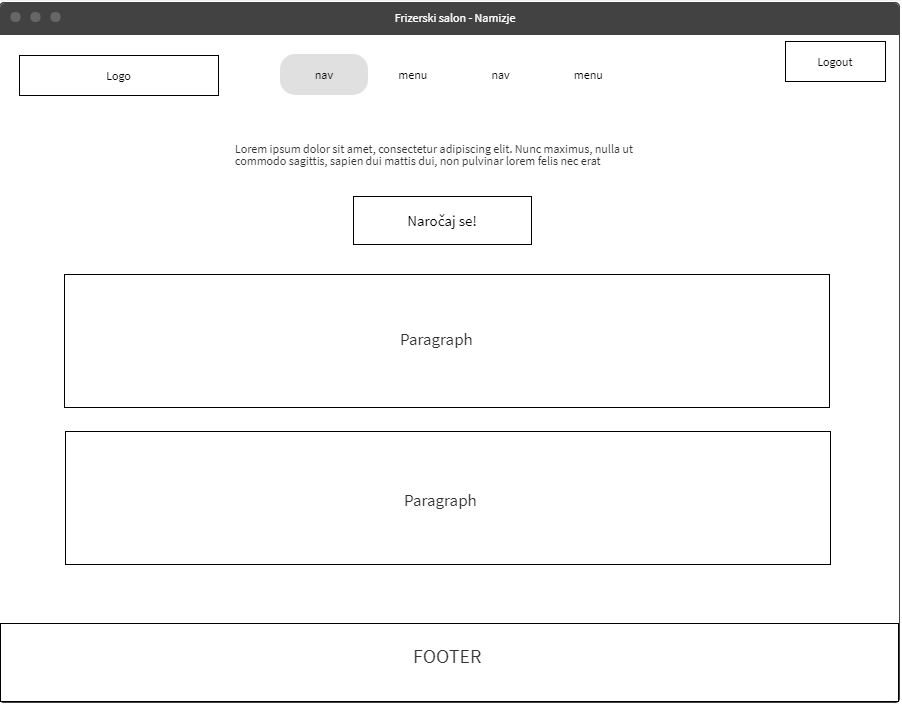 Frizerski salon - Namizje
Logo
nav
menu
nav
menu
Logout
Lorem ipsum dolor sit amet, consectetur adipiscing elit. Nunc maximus, nulla ut
commodo sagittis, sapien dui mattis dui, non pulvinar lorem felis nec erat
Naročaj se!
Paragraph
Paragraph
FOOTER